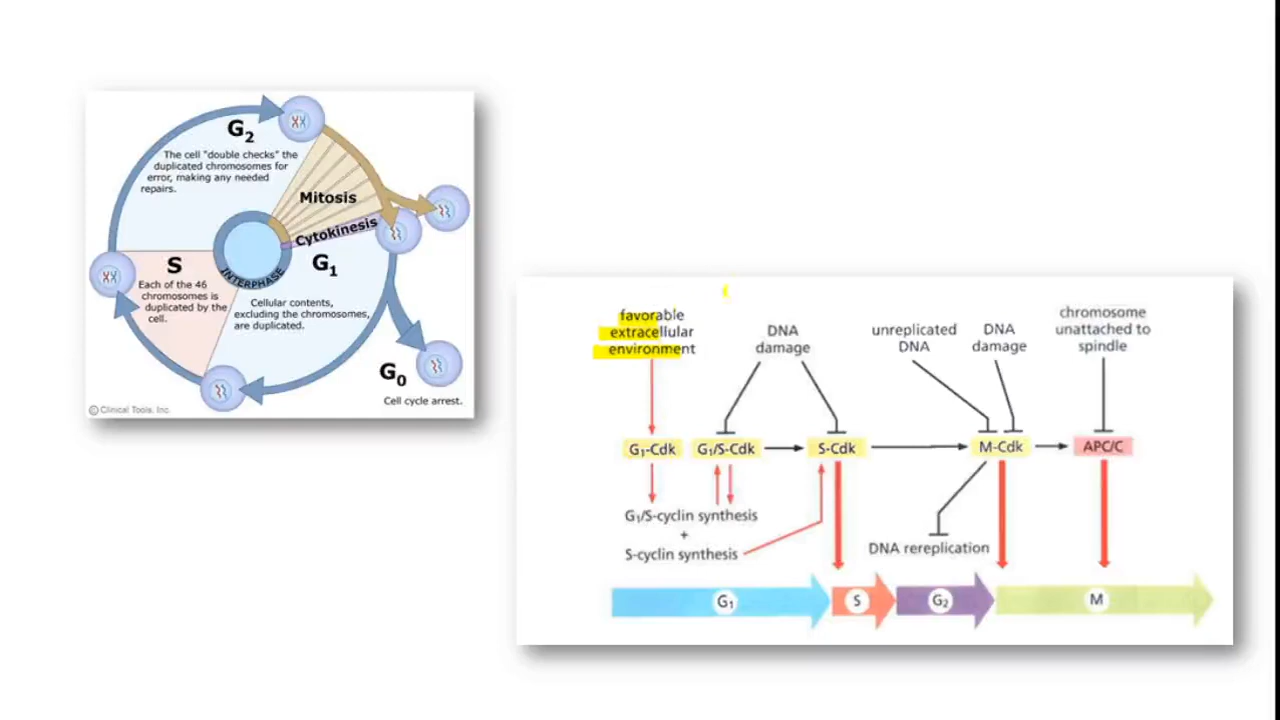 G2
The cell "double checks" the
duplicated chromosomes for
error, making any needed
repairs.
Mitosis
Cytokinesis
S
Each of the 46
chromosomes is
duplicated by the
cell.
INTERPHASE
G1
Cellular contents,
excluding the chromosomes,
are duplicated.
G0
Cell cycle arrest.
© Clinical Tools, Inc.
favorable
extracellular
environment
DNA
damage
unreplicated
DNA
DNA
damage
chromosome
unattached to
spindle
G1-Cdk
G1/S-Cdk
S-Cdk
M-Cdk
APC/C
G1/S-cyclin synthesis
+
S-cyclin synthesis
DNA rereplication
G1
S
G2
M